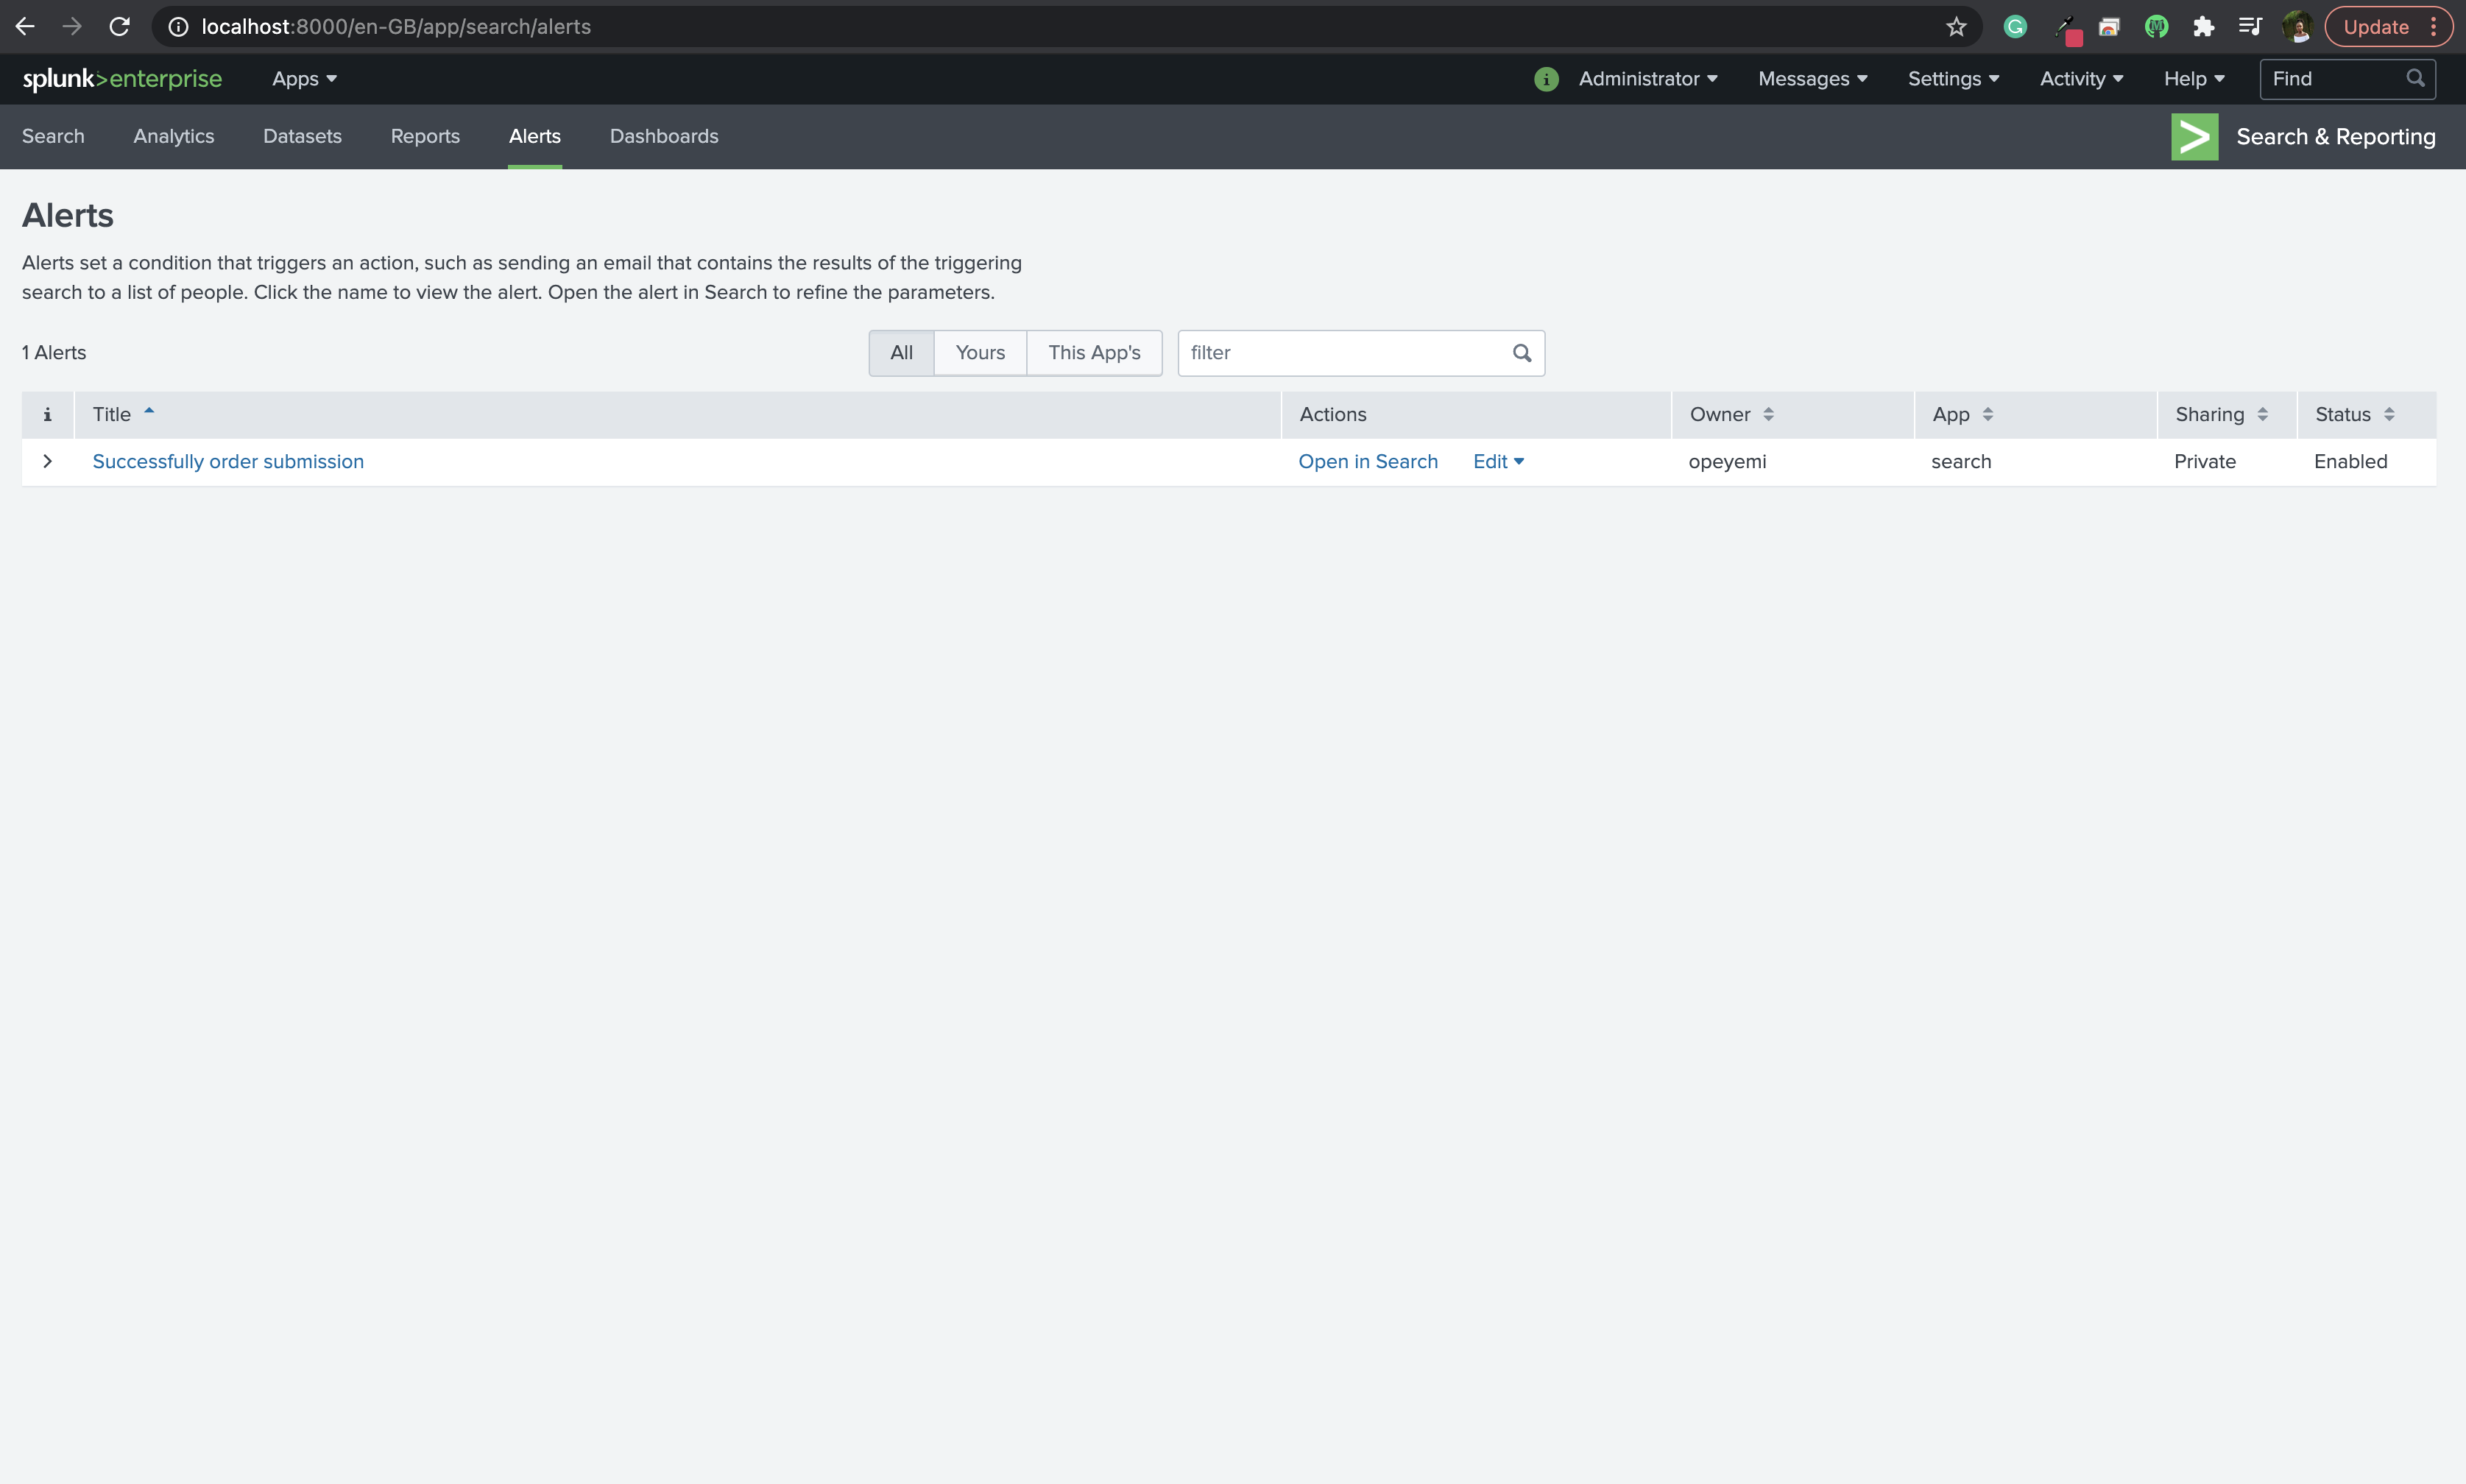 localhost:8000/en-GB/app/search/alerts
Update
splunk>enterprise Apps Administrator Messages Settings Activity Help Find
Search Analytics Datasets Reports Alerts Dashboards Search & Reporting
Alerts
Alerts set a condition that triggers an action, such as sending an email that contains the results of the triggering
search to a list of people. Click the name to view the alert. Open the alert in Search to refine the parameters.
1 Alerts All Yours This App's filter
i Title Actions Owner App Sharing Status
Successfully order submission Open in Search Edit opeyemi search Private Enabled